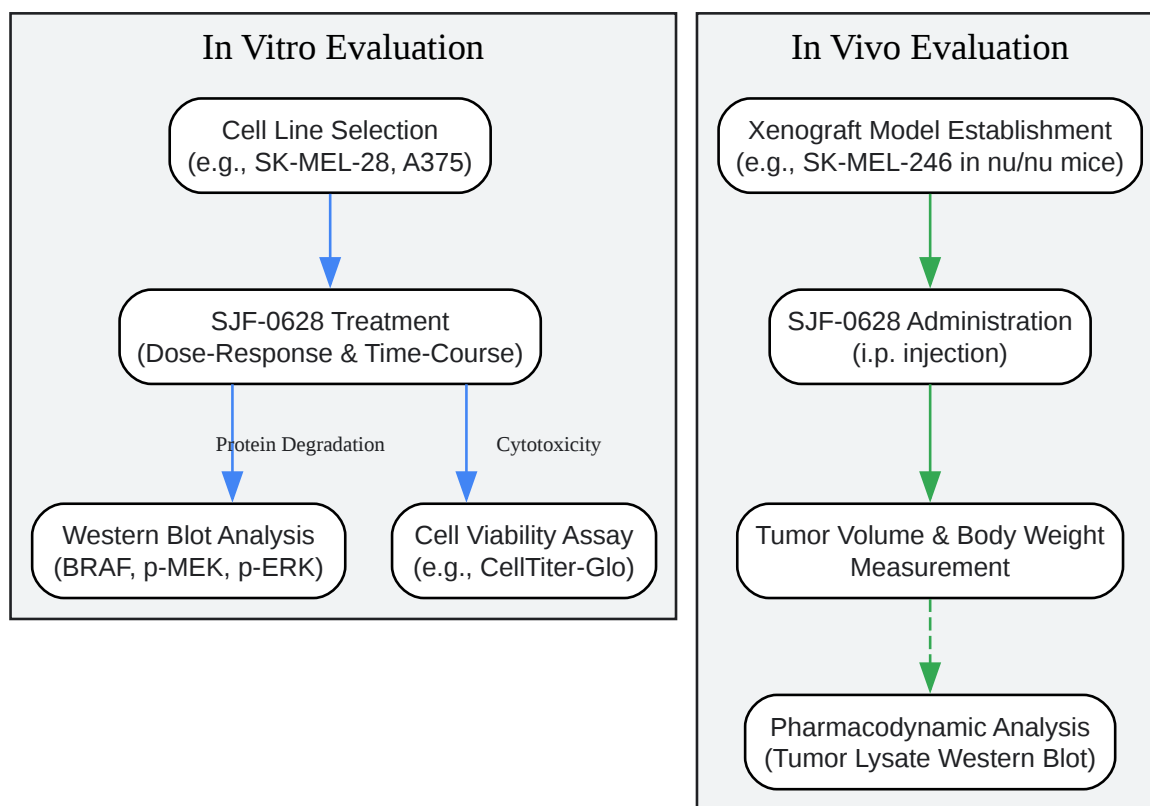 In Vitro Evaluation
Cell Line Selection
(e.g., SK-MEL-28, A375)
SJF-0628 Treatment
(Dose-Response & Time-Course)
Protein Degradation
Cytotoxicity
Western Blot Analysis
(BRAF, p-MEK, p-ERK)
Cell Viability Assay
(e.g., CellTiter-Glo)
In Vivo Evaluation
Xenograft Model Establishment
(e.g., SK-MEL-246 in nu/nu mice)
SJF-0628 Administration
(i.p. injection)
Tumor Volume & Body Weight
Measurement
Pharmacodynamic Analysis
(Tumor Lysate Western Blot)